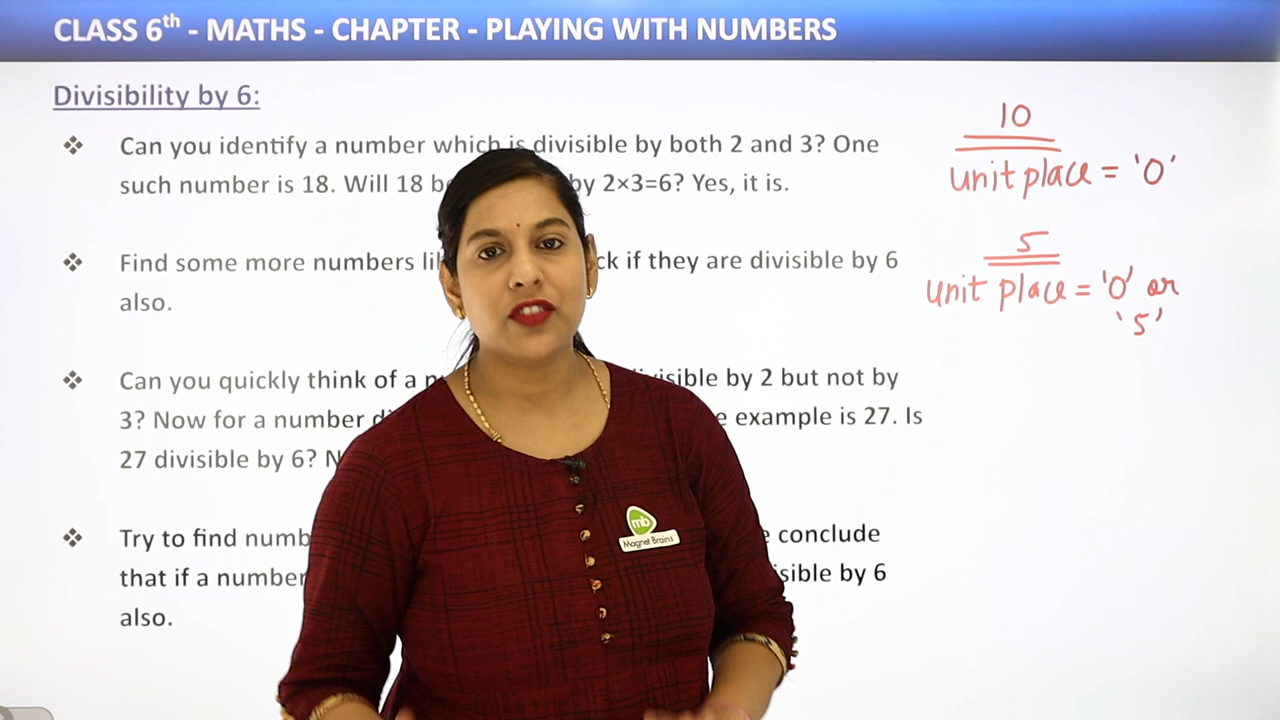 CLASS 6th - MATHS - CHAPTER - PLAYING WITH NUMBERS
Divisibility by 6:
Can you identify a number which is divisible by both 2 and 3? One
such number is 18. Will 18 by 2×3=6? Yes, it is.
Find some more numbers if they are divisible by 6
also.
Can you quickly think of a by 2 but not by
3? Now for a number example is 27. Is
27 divisible by 6?
Try to find conclude
that if a number by 6
also.
10
unit place = '0'
5
unit place = '0' or
'5'
mb
Magnet Brains